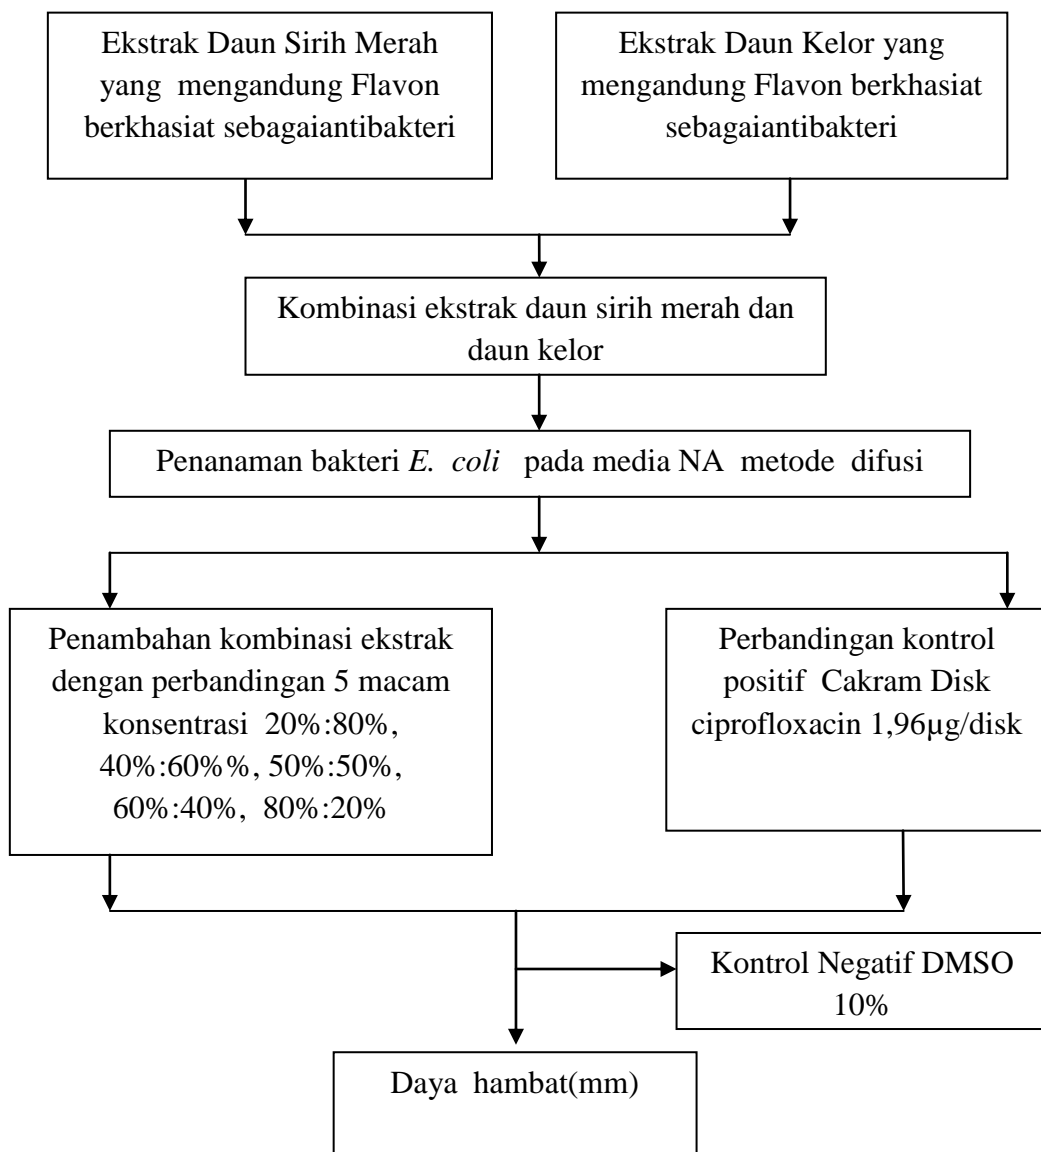 Ekstrak Daun Sirih Merah
yang mengandung Flavon
berkhasiat sebagaiantibakteri
Ekstrak Daun Kelor yang
mengandung Flavon berkhasiat
sebagaiantibakteri
Kombinasi ekstrak daun sirih merah dan
daun kelor
Penanaman bakteri E. coli pada media NA metode difusi
Penambahan kombinasi ekstrak
dengan perbandingan 5 macam
konsentrasi 20%:80%,
40%:60%%, 50%:50%,
60%:40%, 80%:20%
Perbandingan kontrol
positif Cakram Disk
ciprofloxacin 1,96µg/disk
Kontrol Negatif DMSO
10%
Daya hambat(mm)